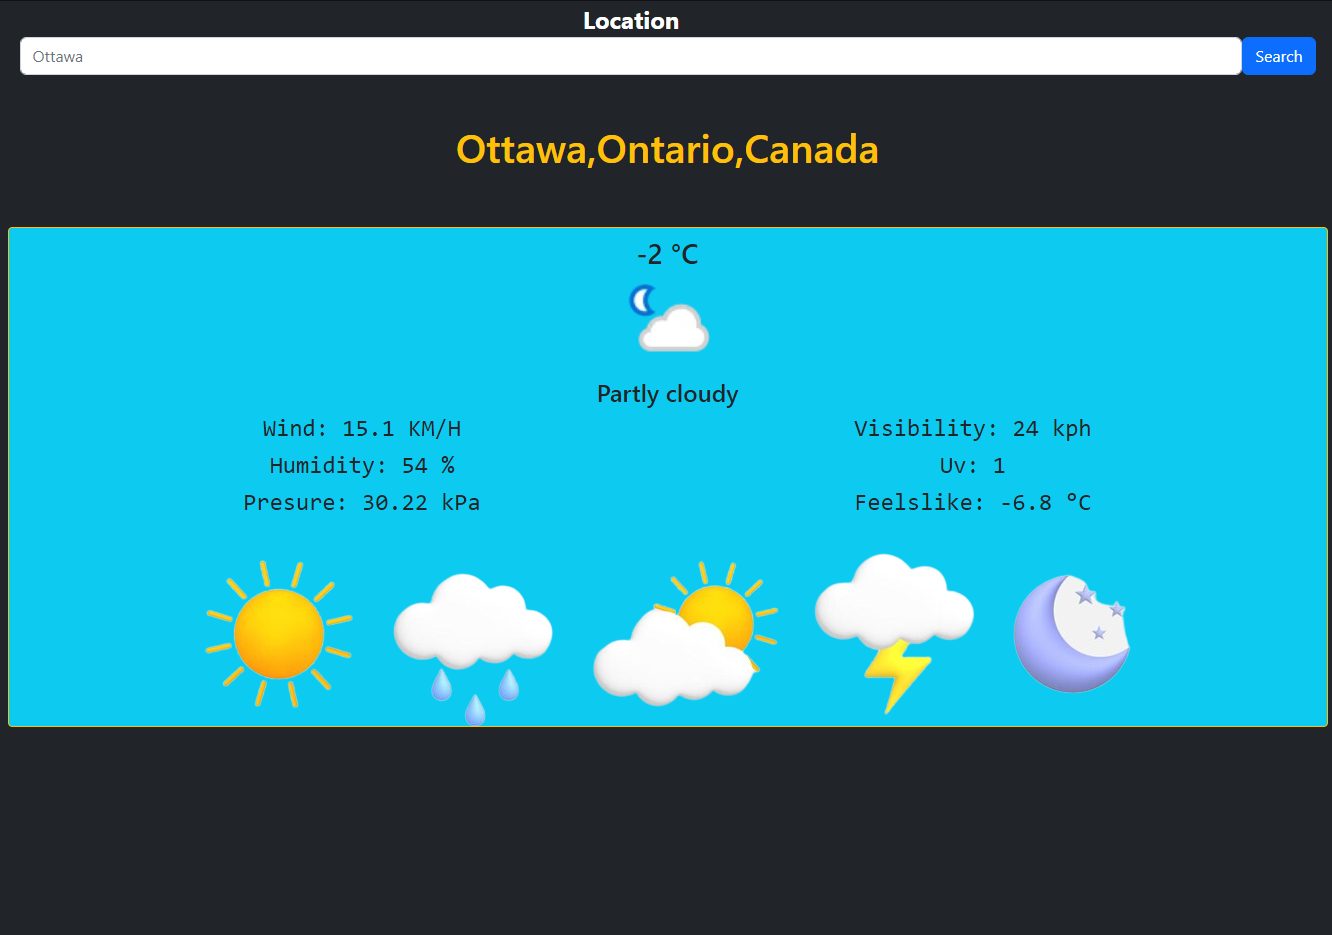 Location
Ottawa
Search
Ottawa,Ontario,Canada
-2 °C
Partly cloudy
Wind: 15.1 KM/H
Humidity: 54 %
Presure: 30.22 kPa
Visibility: 24 kph
Uv: 1
Feelslike: -6.8 °C